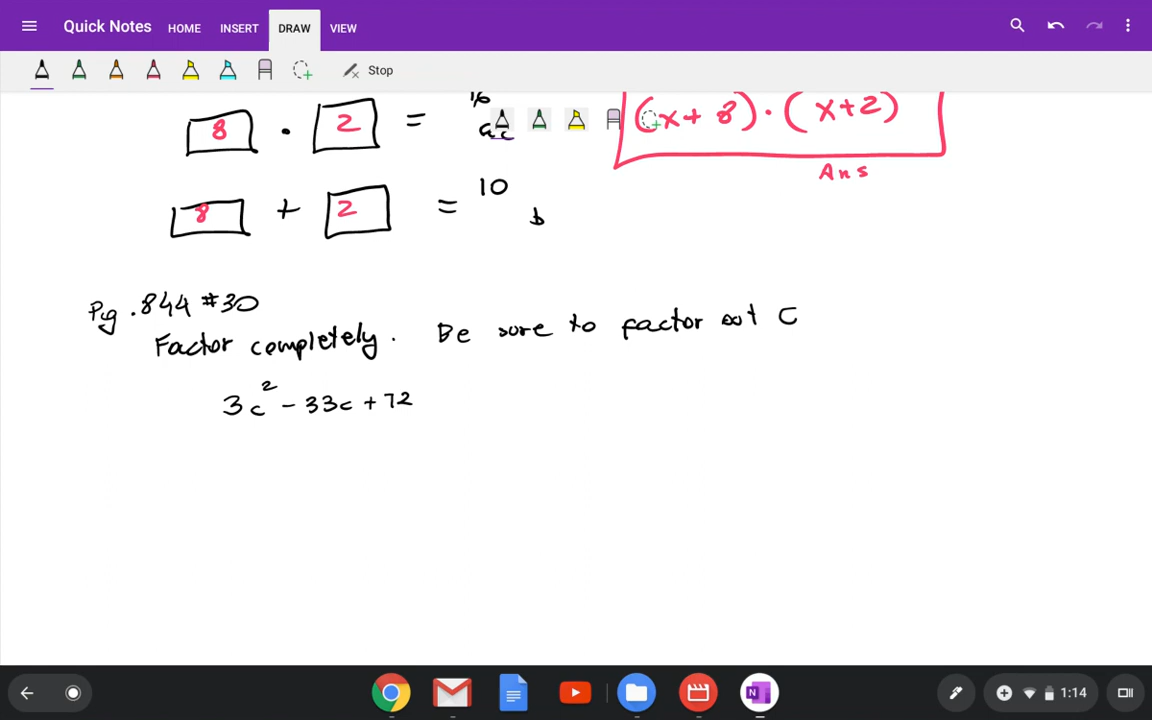 Quick Notes HOME INSERT DRAW VIEW
Stop
8 · 2 = 16
ac
(x+ 8) · (x+2)
Ans
8 + 2 = 10
b
Pg .844 #30
Factor completely. Be sure to factor out C
3c² - 33c + 72
1:14